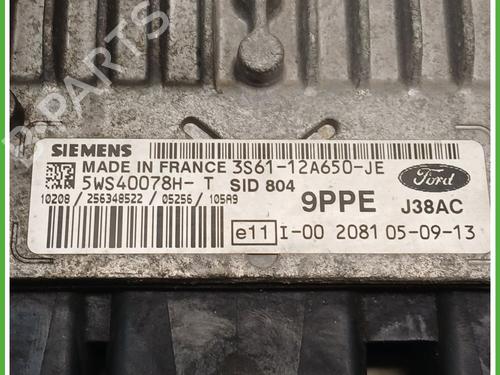 B-PARTS
SIEMENS
MADE IN FRANCE 3S61-12A650-JE
5WS40078H- T SID 804
10208 / 256348522 / 05256 / 105A9
9PPE J38AC
Ford
e11 I-00 2081 05-09-13